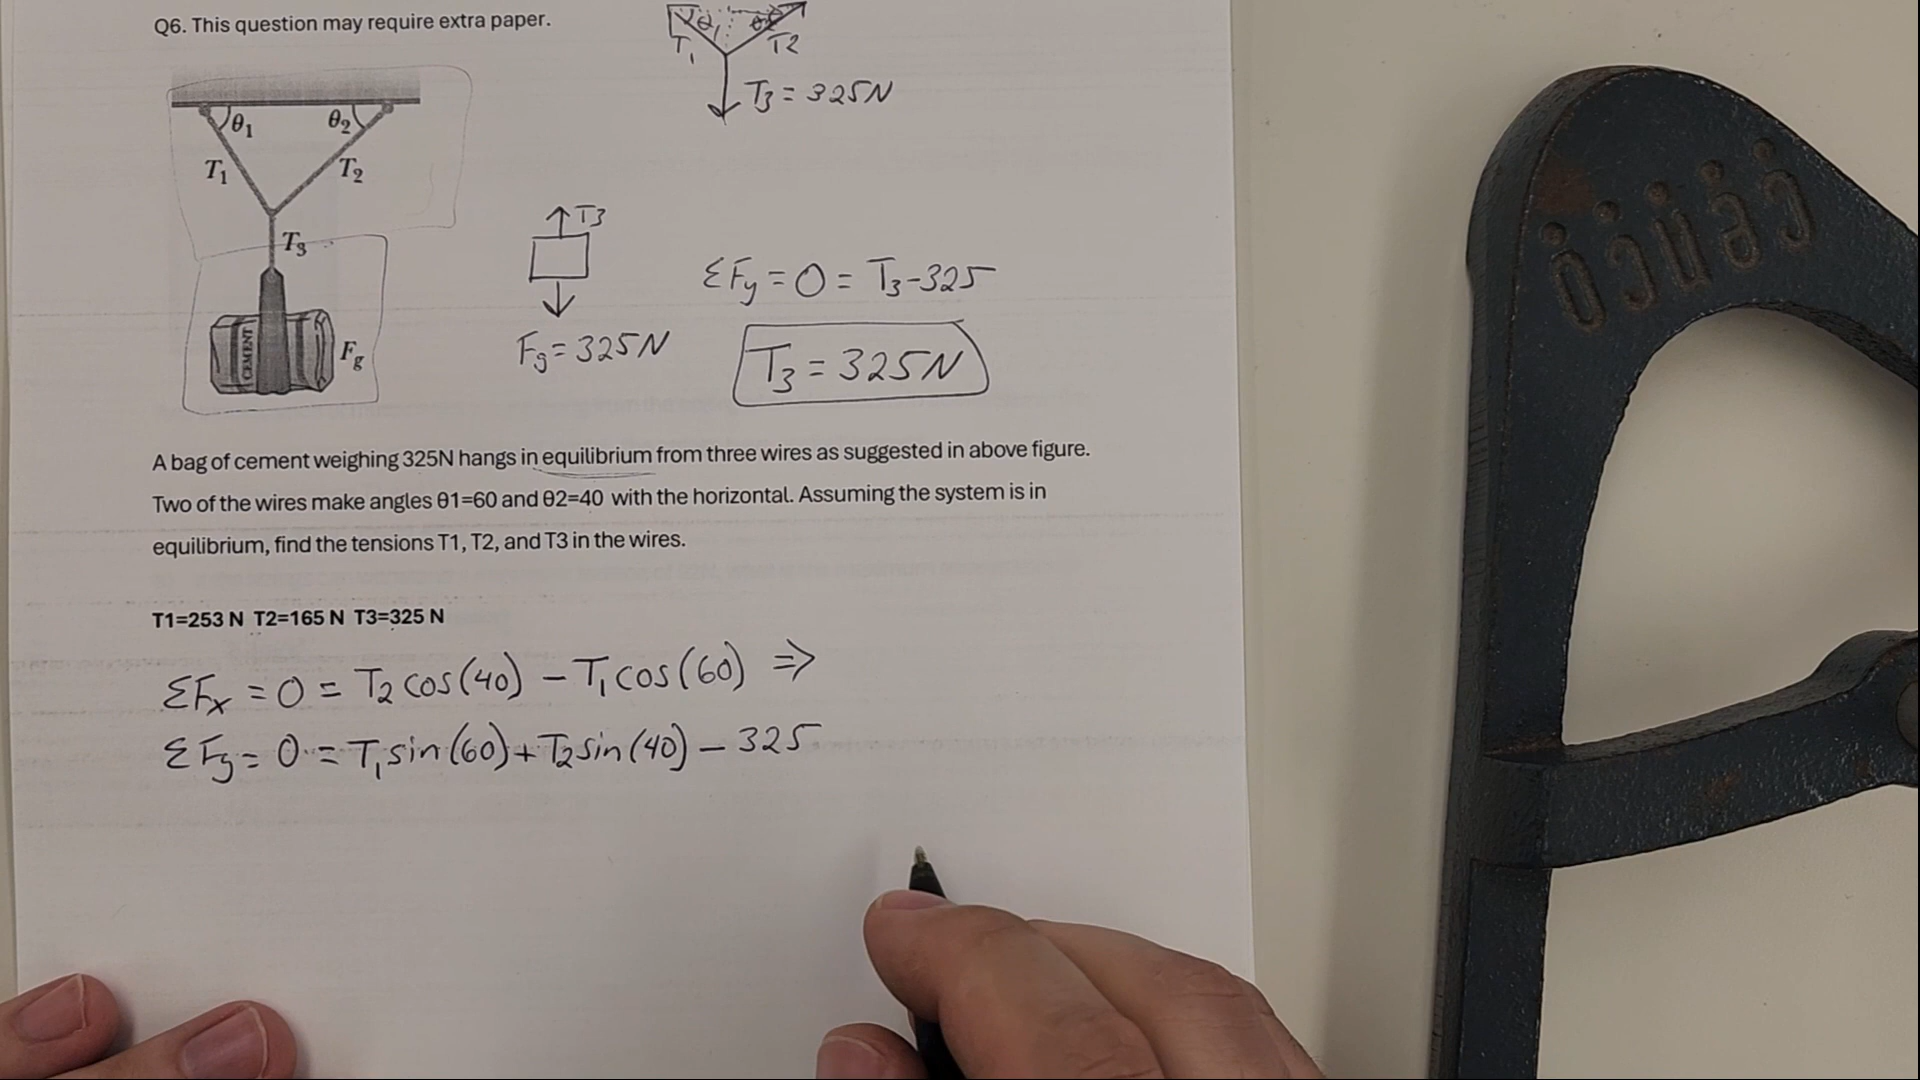 Q6. This question may require extra paper.
θ1 θ2
T1 T2
T3 = 325N
θ1 θ2
T1 T2
T3
CEMENT
Fg
T3
Fg = 325N
ΣFy = 0 = T3 - 325
T3 = 325N
A bag of cement weighing 325N hangs in equilibrium from three wires as suggested in above figure.
Two of the wires make angles θ1=60 and θ2=40 with the horizontal. Assuming the system is in
equilibrium, find the tensions T1, T2, and T3 in the wires.
T1=253 N T2=165 N T3=325 N
ΣFx = 0 = T2 cos(40) - T1 cos(60) ⇒
ΣFy = 0 = T1 sin(60) + T2 sin(40) - 325